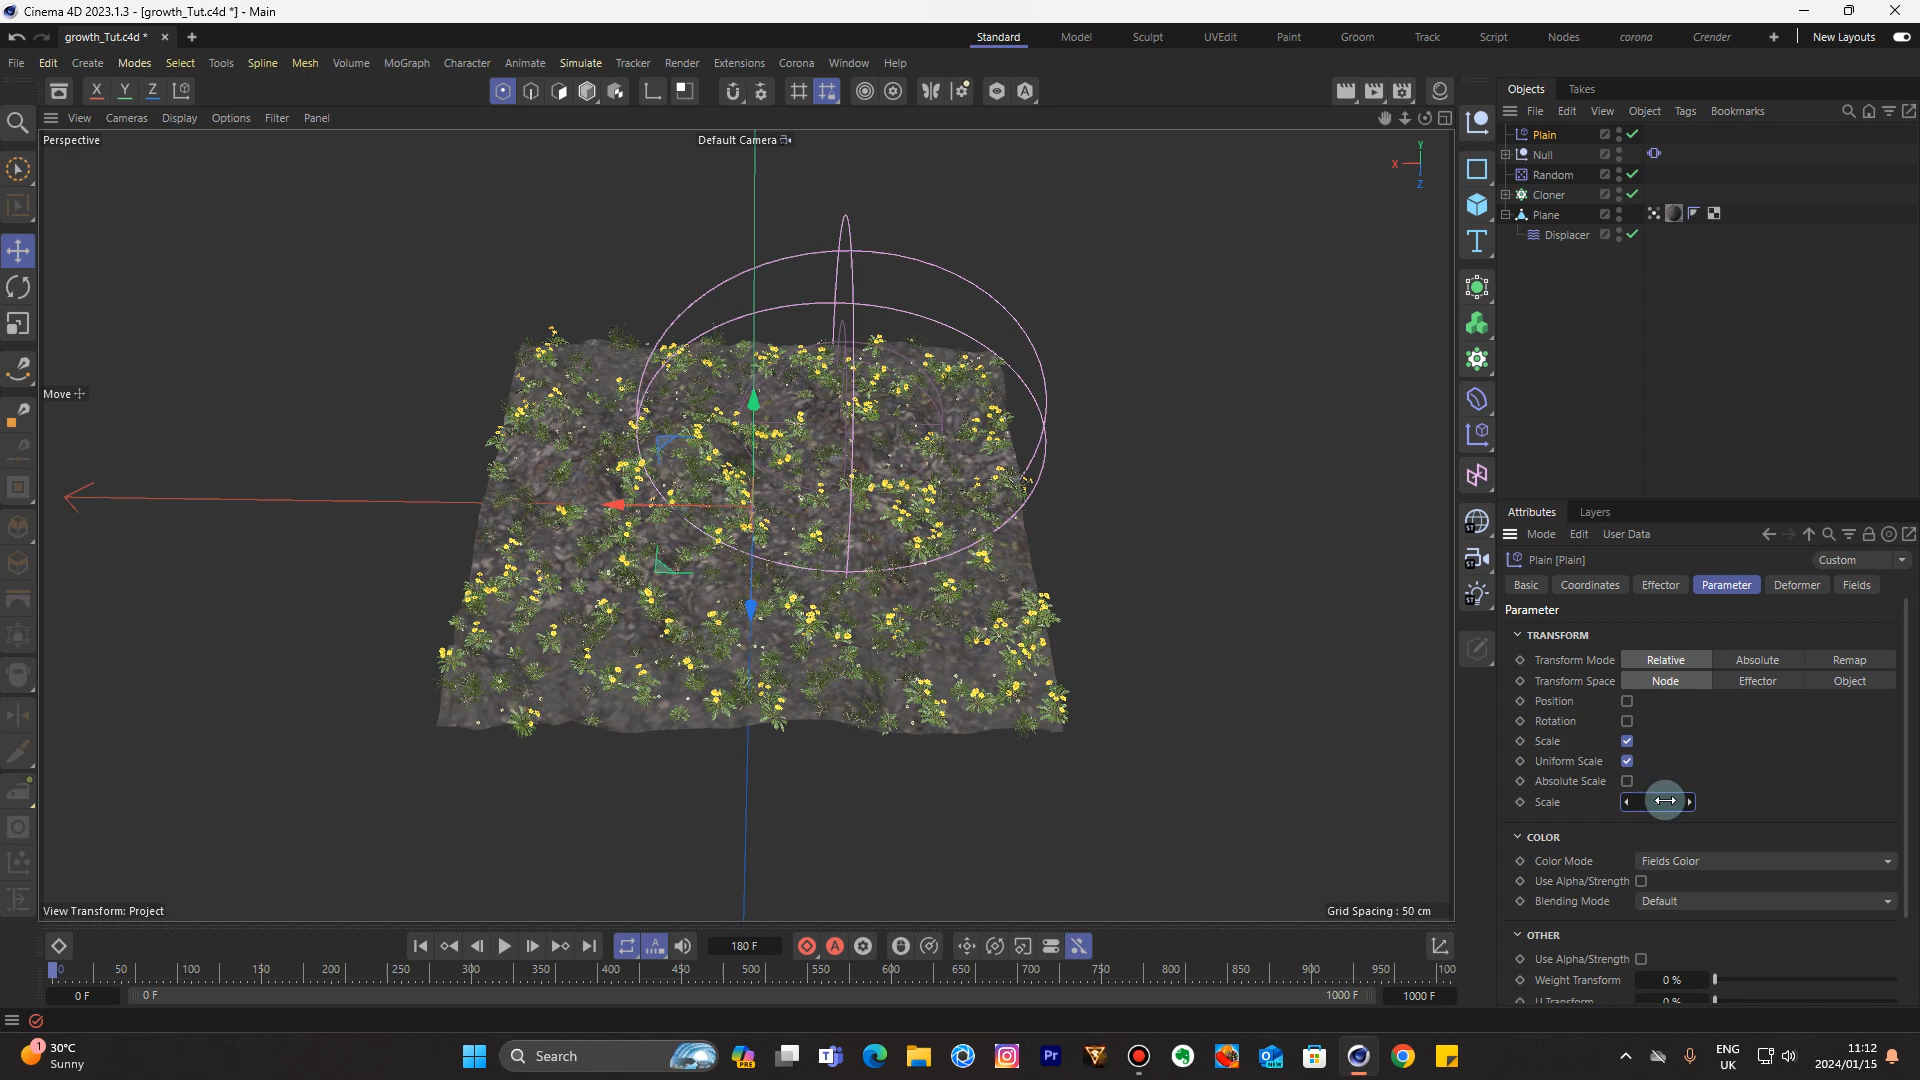 Cinema 4D 2023.1.3 - [growth_Tut.c4d *] - Main
growth_Tut.c4d *
Standard Model Sculpt UVEdit Paint Groom Track Script Nodes corona Crender New Layouts
File Edit Create Modes Select Tools Spline Mesh Volume MoGraph Character Animate Simulate Tracker Render Extensions Corona Window Help
X Y Z
Objects Takes
File Edit View Object Tags Bookmarks
View Cameras Display Options Filter Panel
Perspective
Default Camera
Y
X
Z
Plain
Null
Random
Cloner
Plane
Displacer
Move
Attributes Layers
Mode Edit User Data
Plain [Plain]
Custom
Basic Coordinates Effector Parameter Deformer Fields
Parameter
TRANSFORM
Transform Mode Relative Absolute Remap
Transform Space Node Effector Object
Position
Rotation
Scale
Uniform Scale
Absolute Scale
Scale
COLOR
Color Mode Fields Color
Use Alpha/Strength
Blending Mode Default
OTHER
Use Alpha/Strength
Weight Transform 0 %
U Transform 0 %
View Transform: Project
Grid Spacing : 50 cm
180 F
0 50 100 150 200 250 300 350 400 450 500 550 600 650 700 750 800 850 900 950 100
0 F 0 F 1000 F 1000 F
1 30°C
Sunny
Search
PRE
Pr
NEW
ENG
UK
11:12
2024/01/15